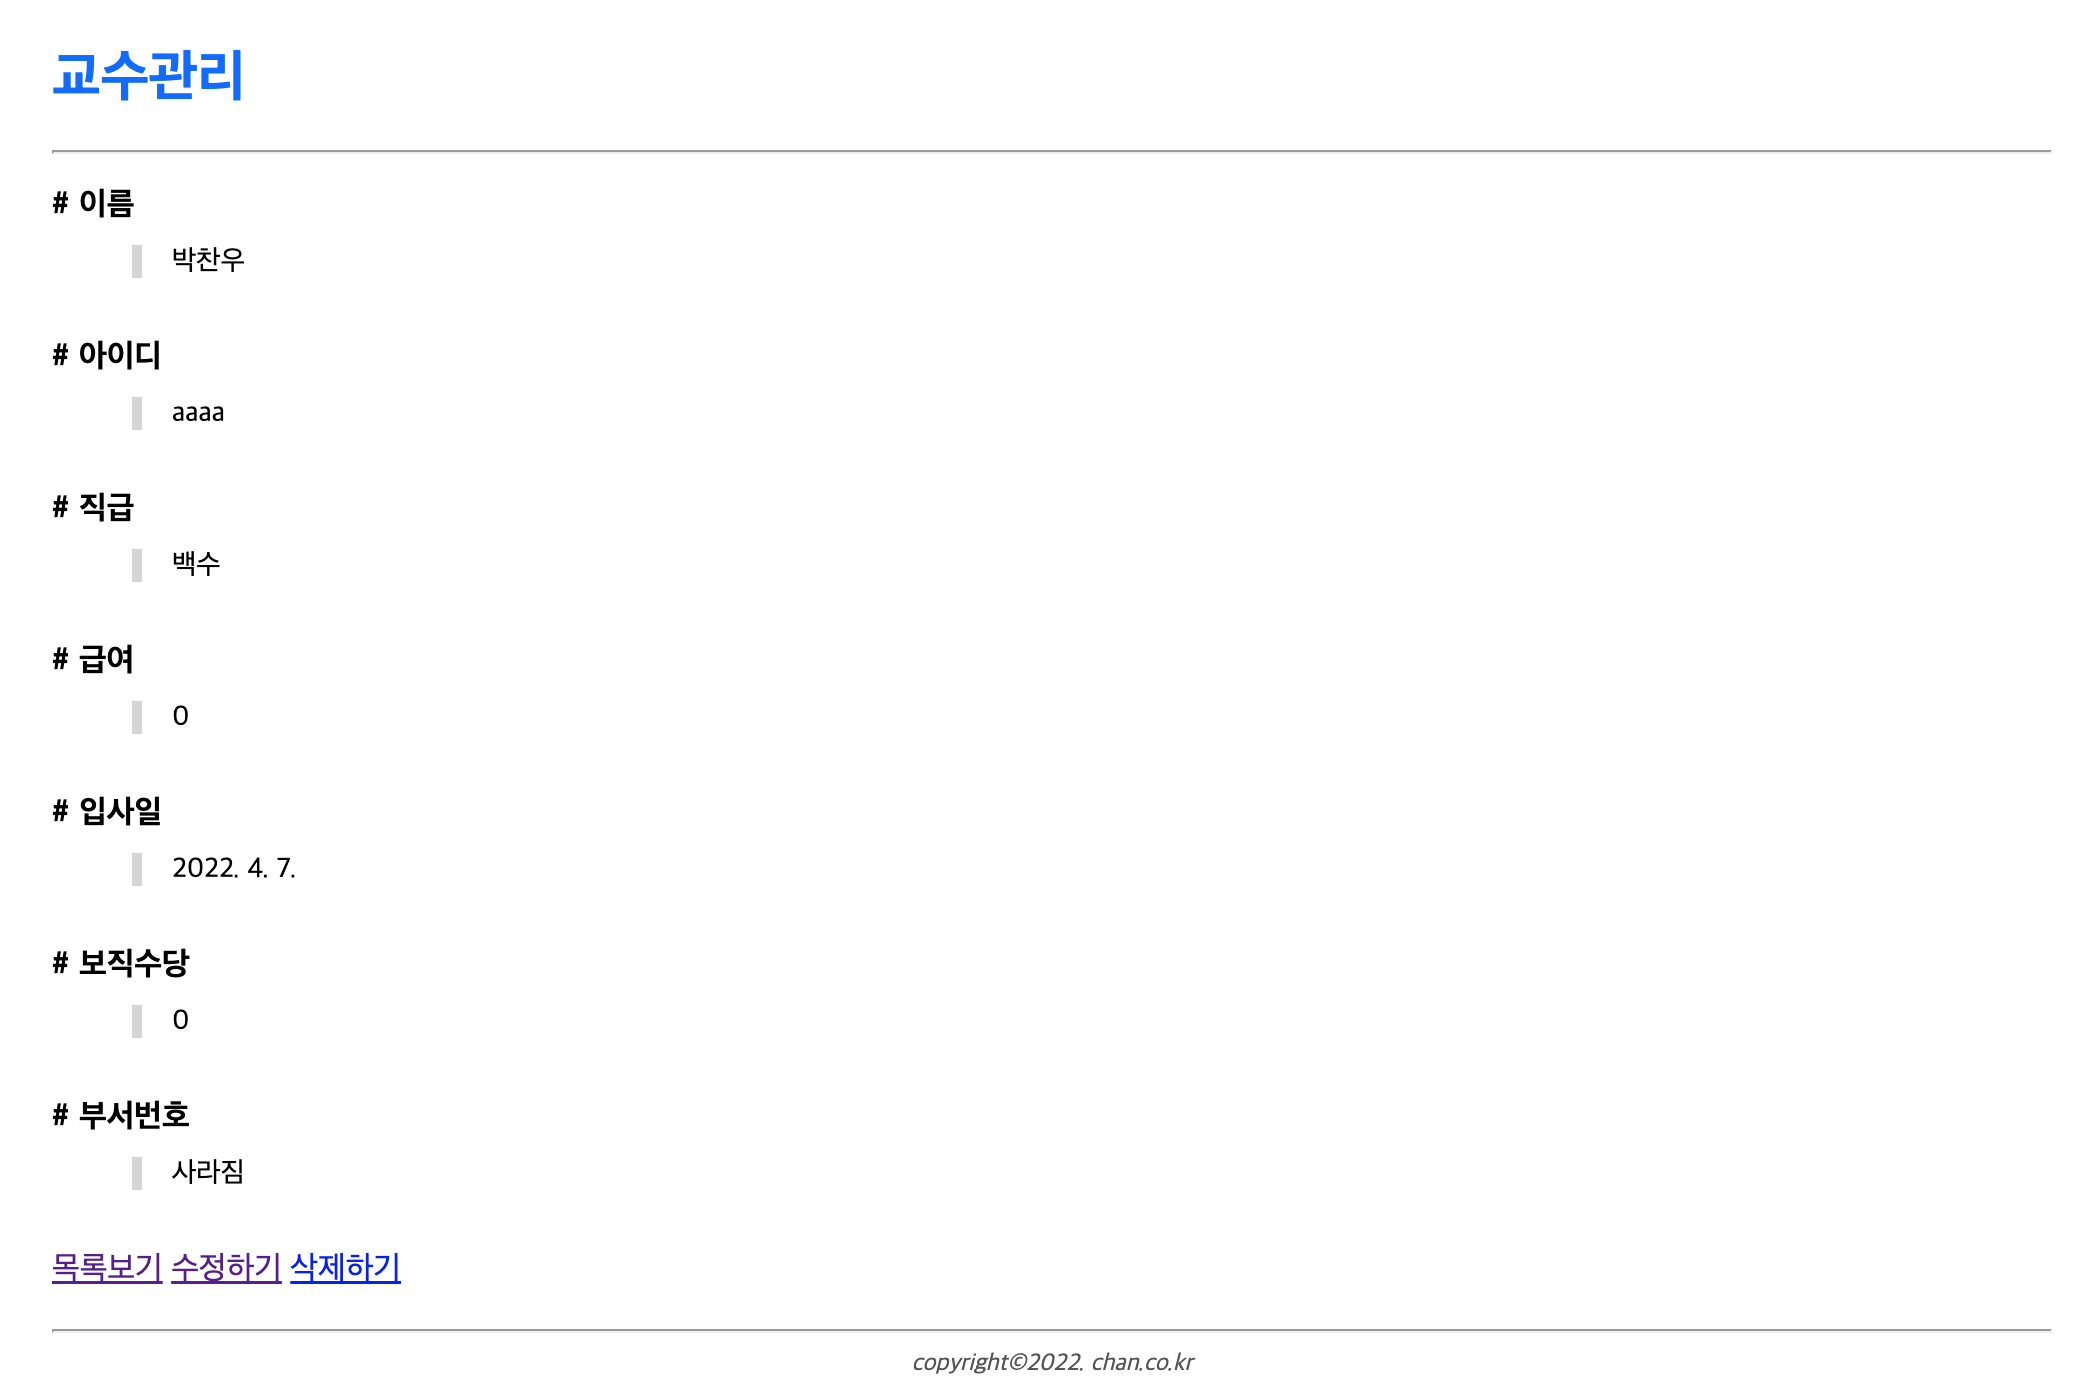 교수관리
# 이름
박찬우
# 아이디
aaaa
# 직급
백수
# 급여
0
# 입사일
2022. 4. 7.
# 보직수당
0
# 부서번호
사라짐
목록보기 수정하기 삭제하기
copyright©2022. chan.co.kr